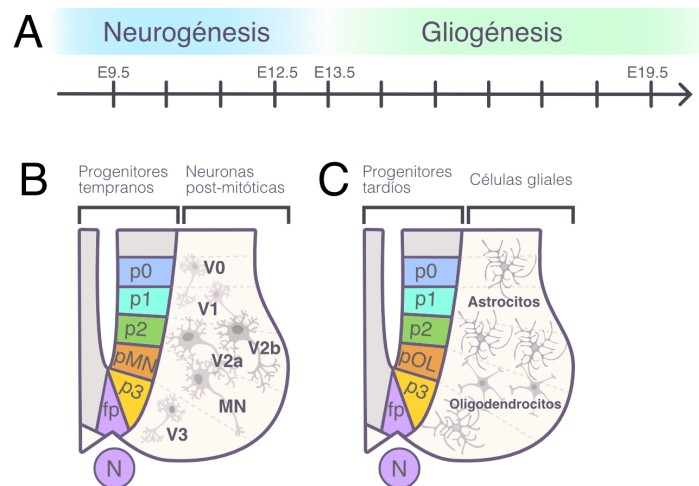 A
Neurogénesis Gliogénesis
E9.5 E12.5 E13.5 E19.5
B
Progenitores
tempranos
Neuronas
post-mitóticas
p0
p1
p2
pMN
p3
fp
N
V0
V1
V2b
V2a
MN
V3
C
Progenitores
tardíos
Células gliales
p0
p1
p2
pOL
p3
fp
N
Astrocitos
Oligodendrocitos